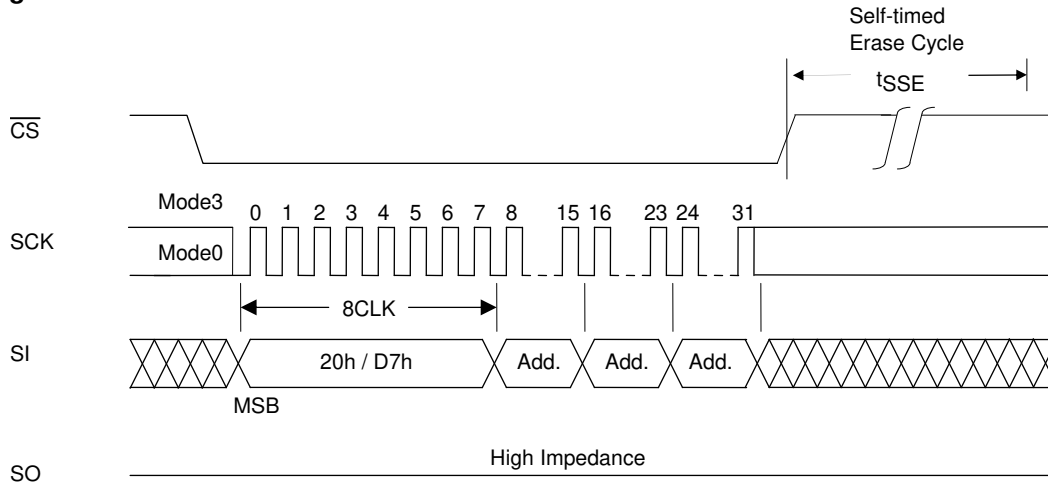 Self-timed
Erase Cycle
tSSE
CS
Mode3
0 1 2 3 4 5 6 7 8 15 16 23 24 31
SCK
Mode0
8CLK
SI
20h / D7h
Add.
Add.
Add.
MSB
High Impedance
SO